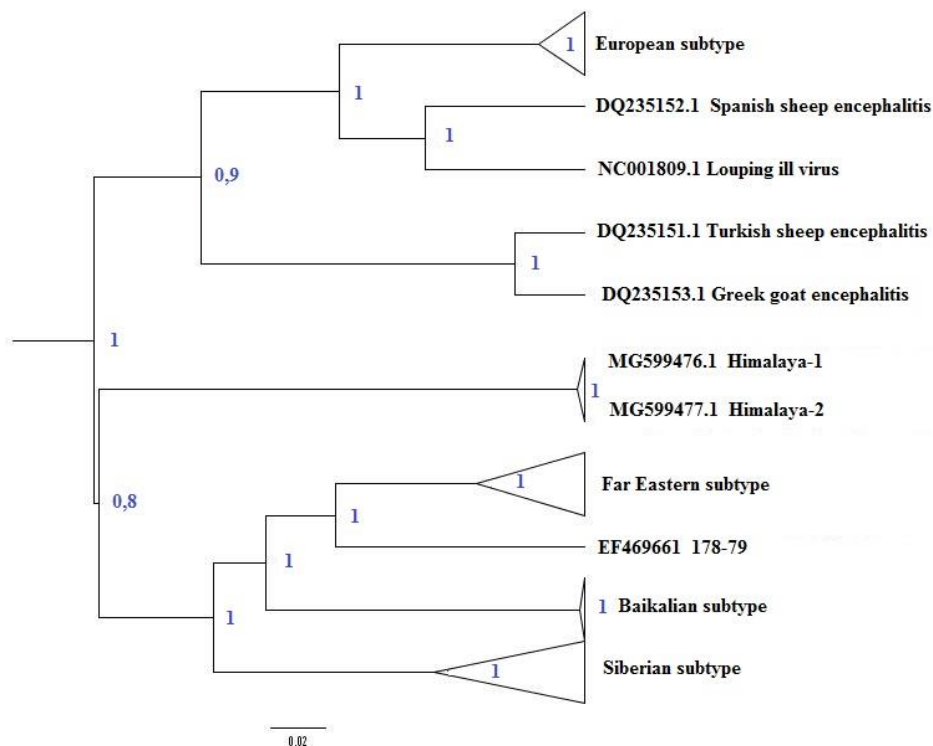 1 European subtype
1
DQ235152.1 Spanish sheep encephalitis
1
NC001809.1 Louping ill virus
0,9
DQ235151.1 Turkish sheep encephalitis
1
DQ235153.1 Greek goat encephalitis
1
MG599476.1 Himalaya-1
1
MG599477.1 Himalaya-2
0,8
1 Far Eastern subtype
1
EF469661 178-79
1
1 Baikalian subtype
1
1 Siberian subtype
0.02